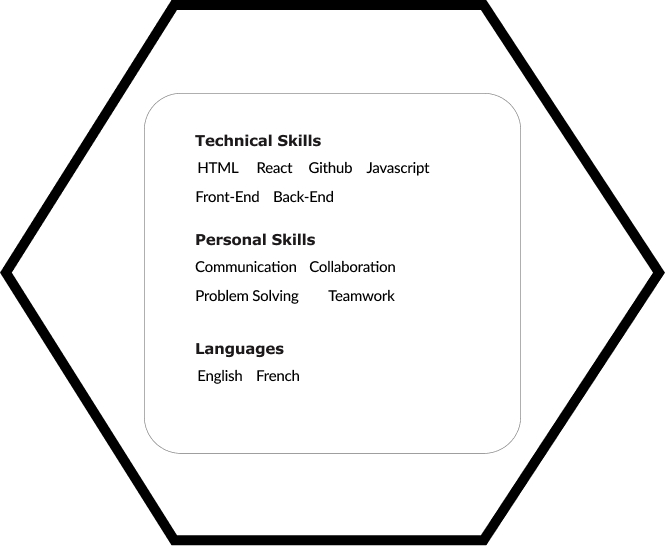 Technical Skills
HTML React Github Javascript
Front-End Back-End
Personal Skills
Communication Collaboration
Problem Solving Teamwork
Languages
English French